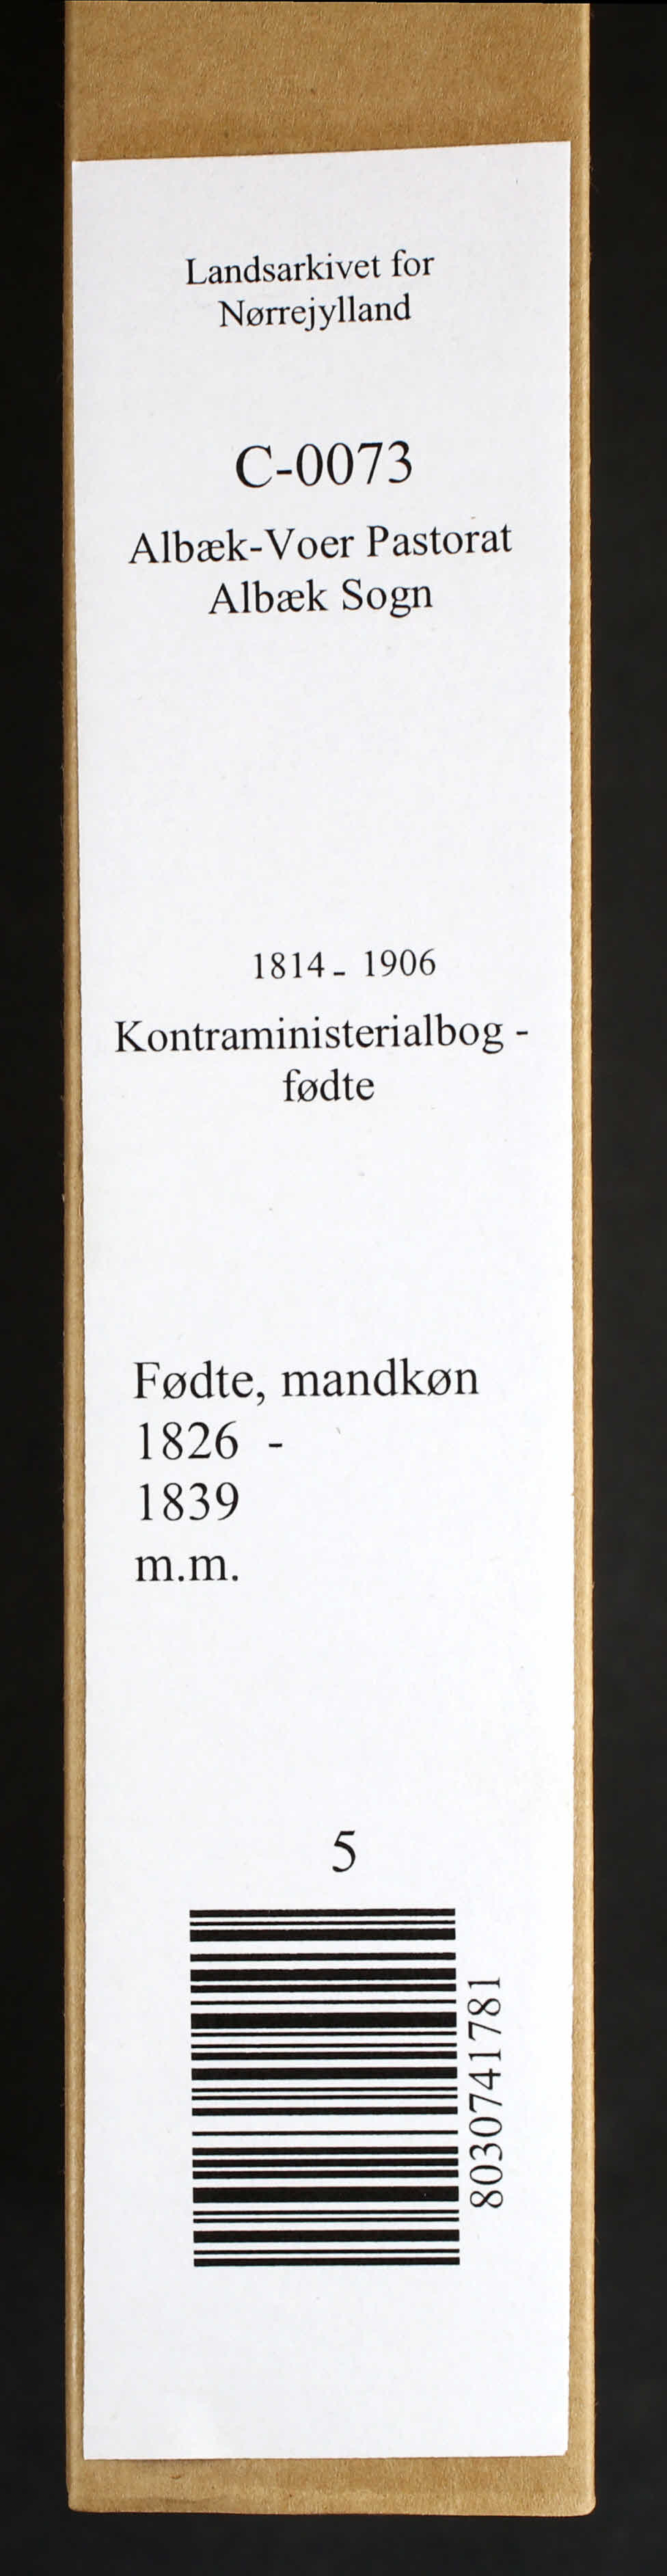 Landsarkivet for
Nørrejylland
C-0073
Albæk-Voer Pastorat
Albæk Sogn
1814 - 1906
Kontraministerialbog -
fødte
Fødte, mandkøn
1826 -
1839
m.m.
5
8030741781